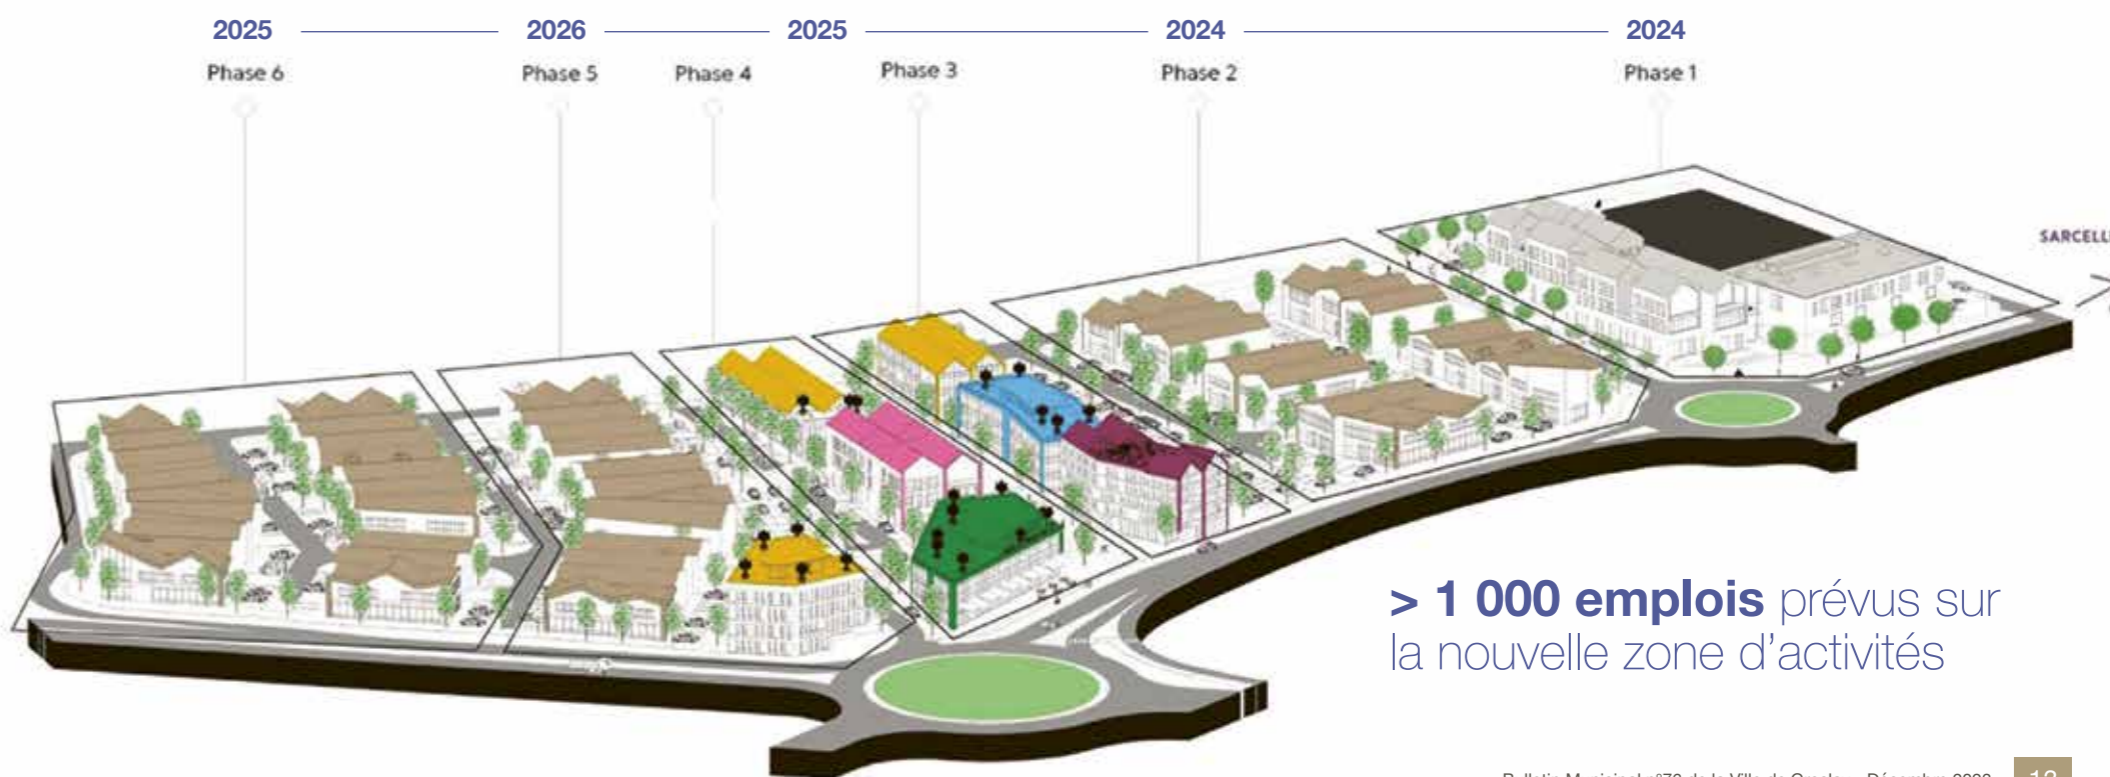 2025 2026 2025 2024 2024
Phase 6 Phase 5 Phase 4 Phase 3 Phase 2 Phase 1
SARCELL
> 1 000 emplois prévus sur
la nouvelle zone d'activités